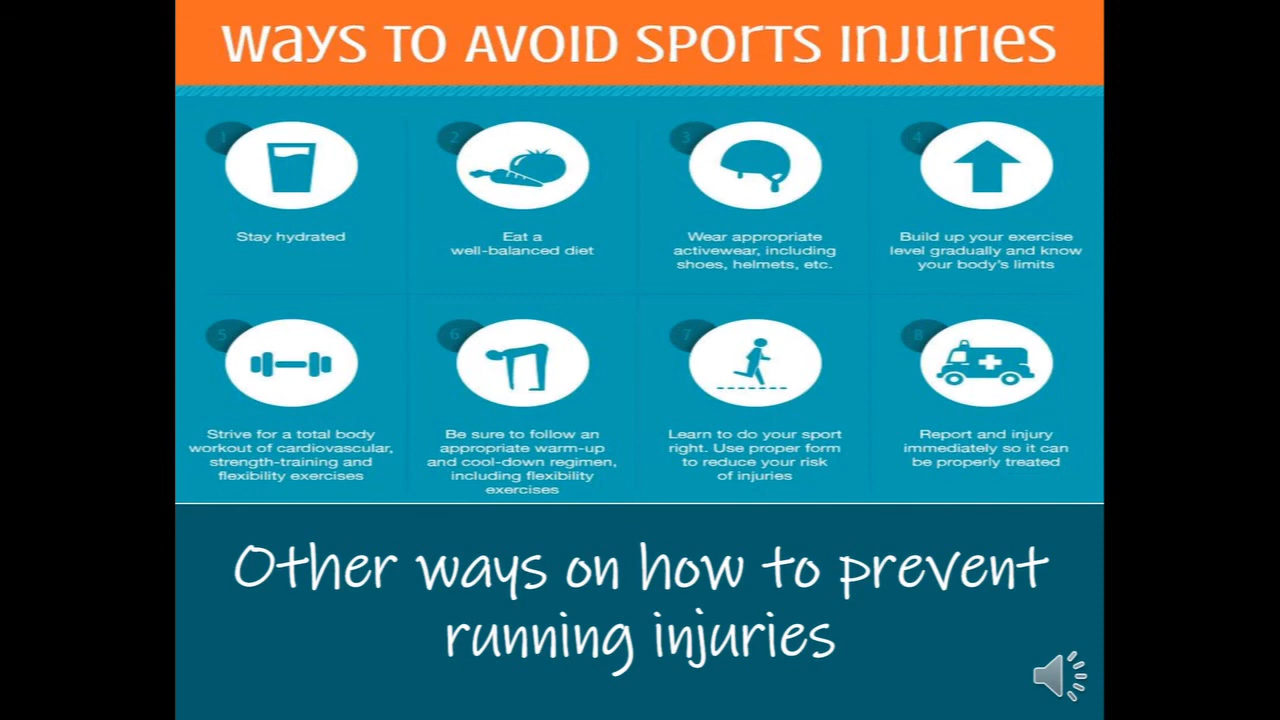 Ways TO AVOID SPORTS INJURIES
1
Stay hydrated
2
Eat a
well-balanced diet
3
Wear appropriate
activewear, including
shoes, helmets, etc.
4
Build up your exercise
level gradually and know
your body's limits
5
Strive for a total body
workout of cardiovascular,
strength-training and
flexibility exercises
6
Be sure to follow an
appropriate warm-up
and cool-down regimen,
including flexibility
exercises
7
Learn to do your sport
right. Use proper form
to reduce your risk
of injuries
8
Report and injury
immediately so it can
be properly treated
Other ways on how to prevent
running injuries